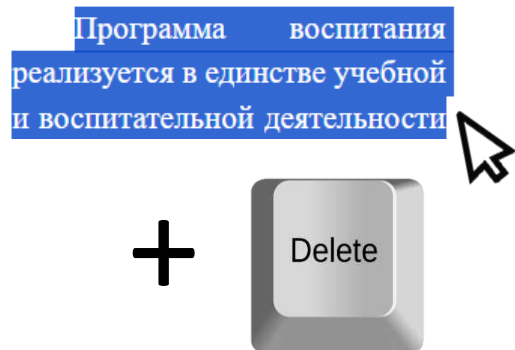 Программа воспитания
реализуется в единстве учебной
и воспитательной деятельности
+
Delete